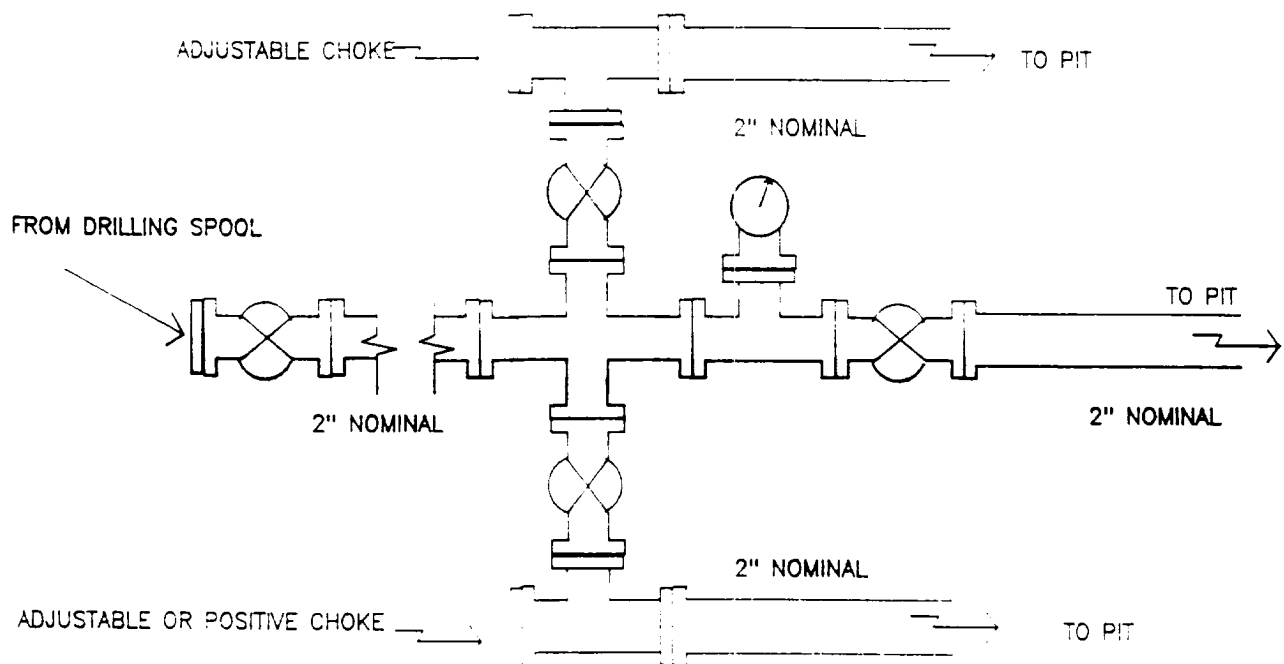 ADJUSTABLE CHOKE
TO PIT
2" NOMINAL
FROM DRILLING SPOOL
TO PIT
2" NOMINAL
2" NOMINAL
2" NOMINAL
ADJUSTABLE OR POSITIVE CHOKE
TO PIT